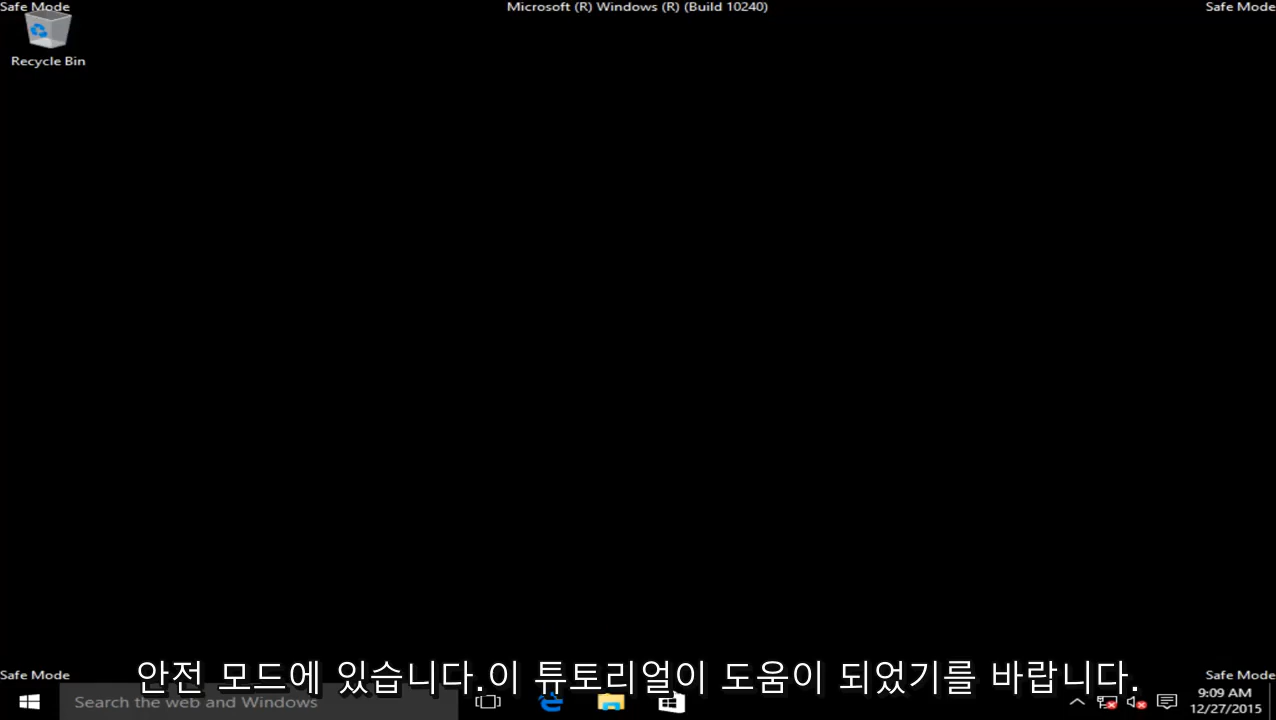 Safe Mode
Microsoft (R) Windows (R) (Build 10240)
Safe Mode
Recycle Bin
안전 모드에 있습니다.이 튜토리얼이 도움이 되었기를 바랍니다.
Safe Mode
Safe Mode
Search the web and Windows
9:09 AM
12/27/2015